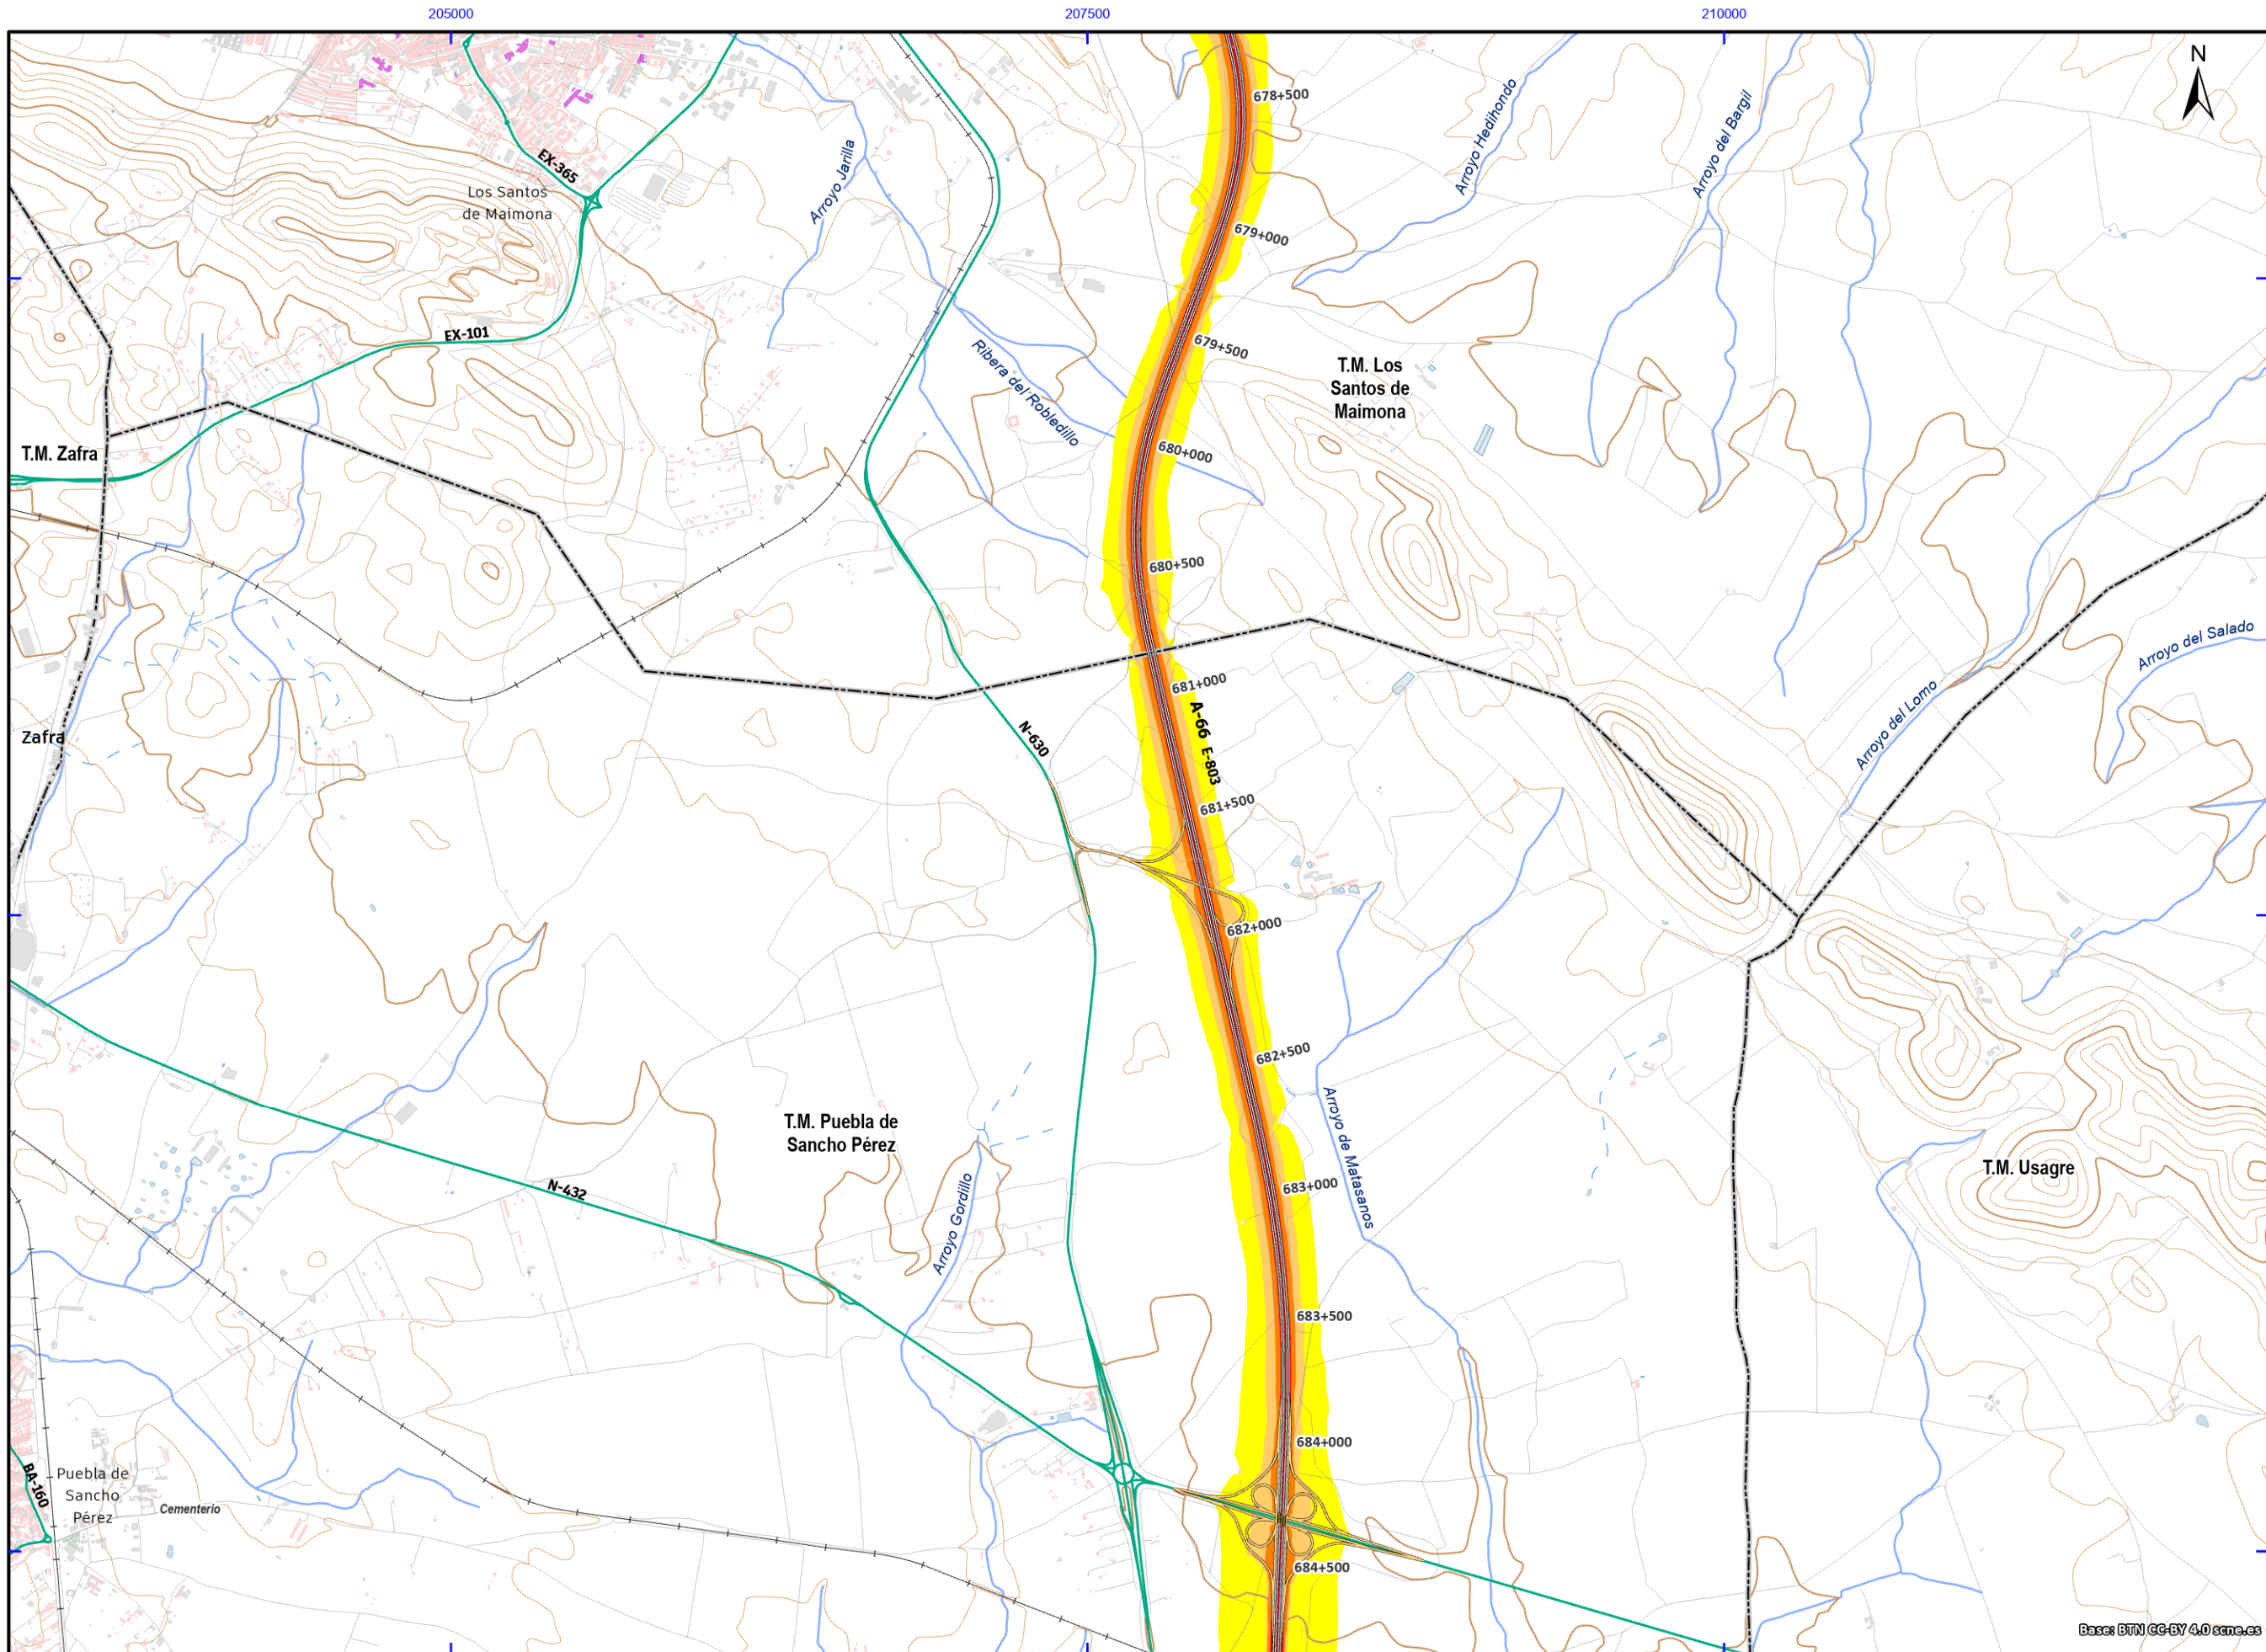 205000
207500
210000
N
678+500
Arroyo Hedihondo
Arroyo del Bargil
EX-365
Arroyo Jarilla
Los Santos
de Maimona
679+000
EX-101
679+500
Ribera del Robledillo
T.M. Los
Santos de
Maimona
T.M. Zafra
680+000
680+500
Arroyo del Salado
681+000
A-66 E-803
Arroyo del Lomo
Zafra
N-630
681+500
682+000
682+500
T.M. Puebla de
Sancho Pérez
Arroyo de Matasanos
T.M. Usagre
N-432
683+000
Arroyo Gordillo
683+500
684+000
BA-160
Puebla de
Sancho
Pérez
Cementerio
684+500
Base: BTN CC-BY 4.0 scne.es